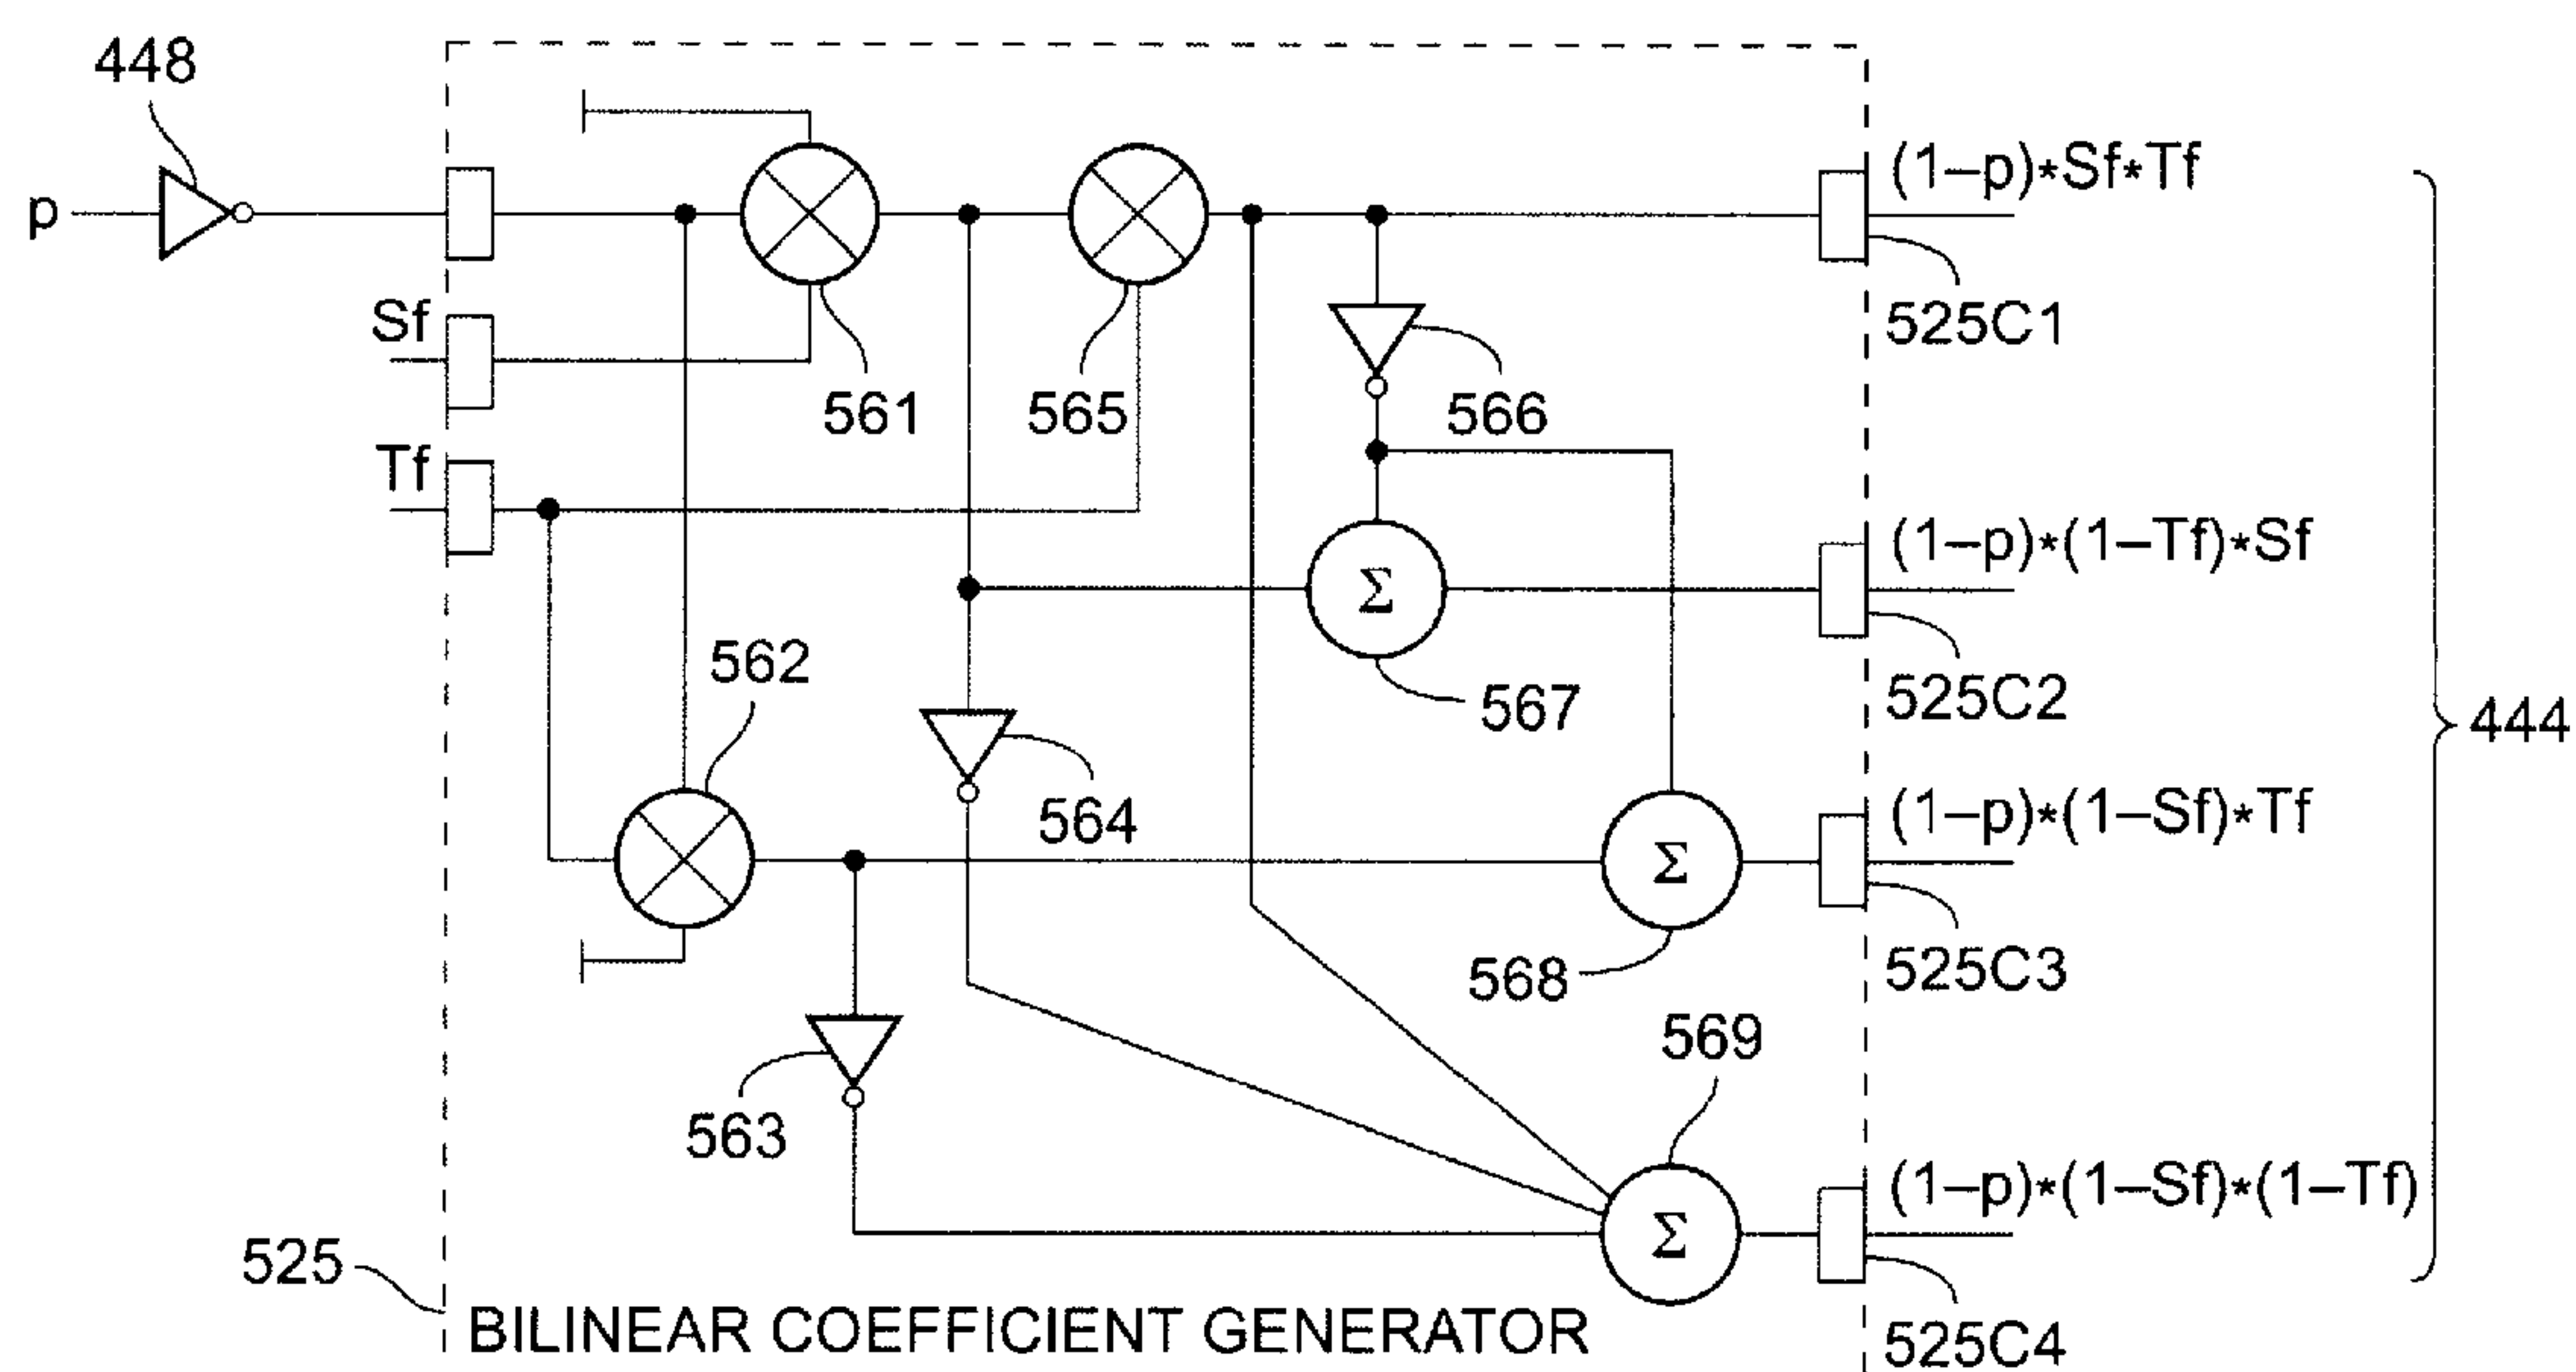 448
p
(1–p)*Sf*Tf
Sf
525C1
561
565
566
Tf
(1–p)*(1–Tf)*Sf
Σ
562
567
525C2
444
564
(1–p)*(1–Sf)*Tf
Σ
568
525C3
569
563
(1–p)*(1–Sf)*(1–Tf)
Σ
525
BILINEAR COEFFICIENT GENERATOR
525C4